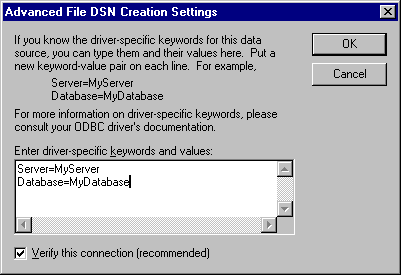 Advanced File DSN Creation Settings
If you know the driver-specific keywords for this data
source, you can type them and their values here. Put a
new keyword-value pair on each line. For example,
Server=MyServer
Database=MyDatabase
For more information on driver-specific keywords, please
consult your ODBC driver's documentation.
OK
Cancel
Enter driver-specific keywords and values:
Server=MyServer
Database=MyDatabase
Verify this connection (recommended)